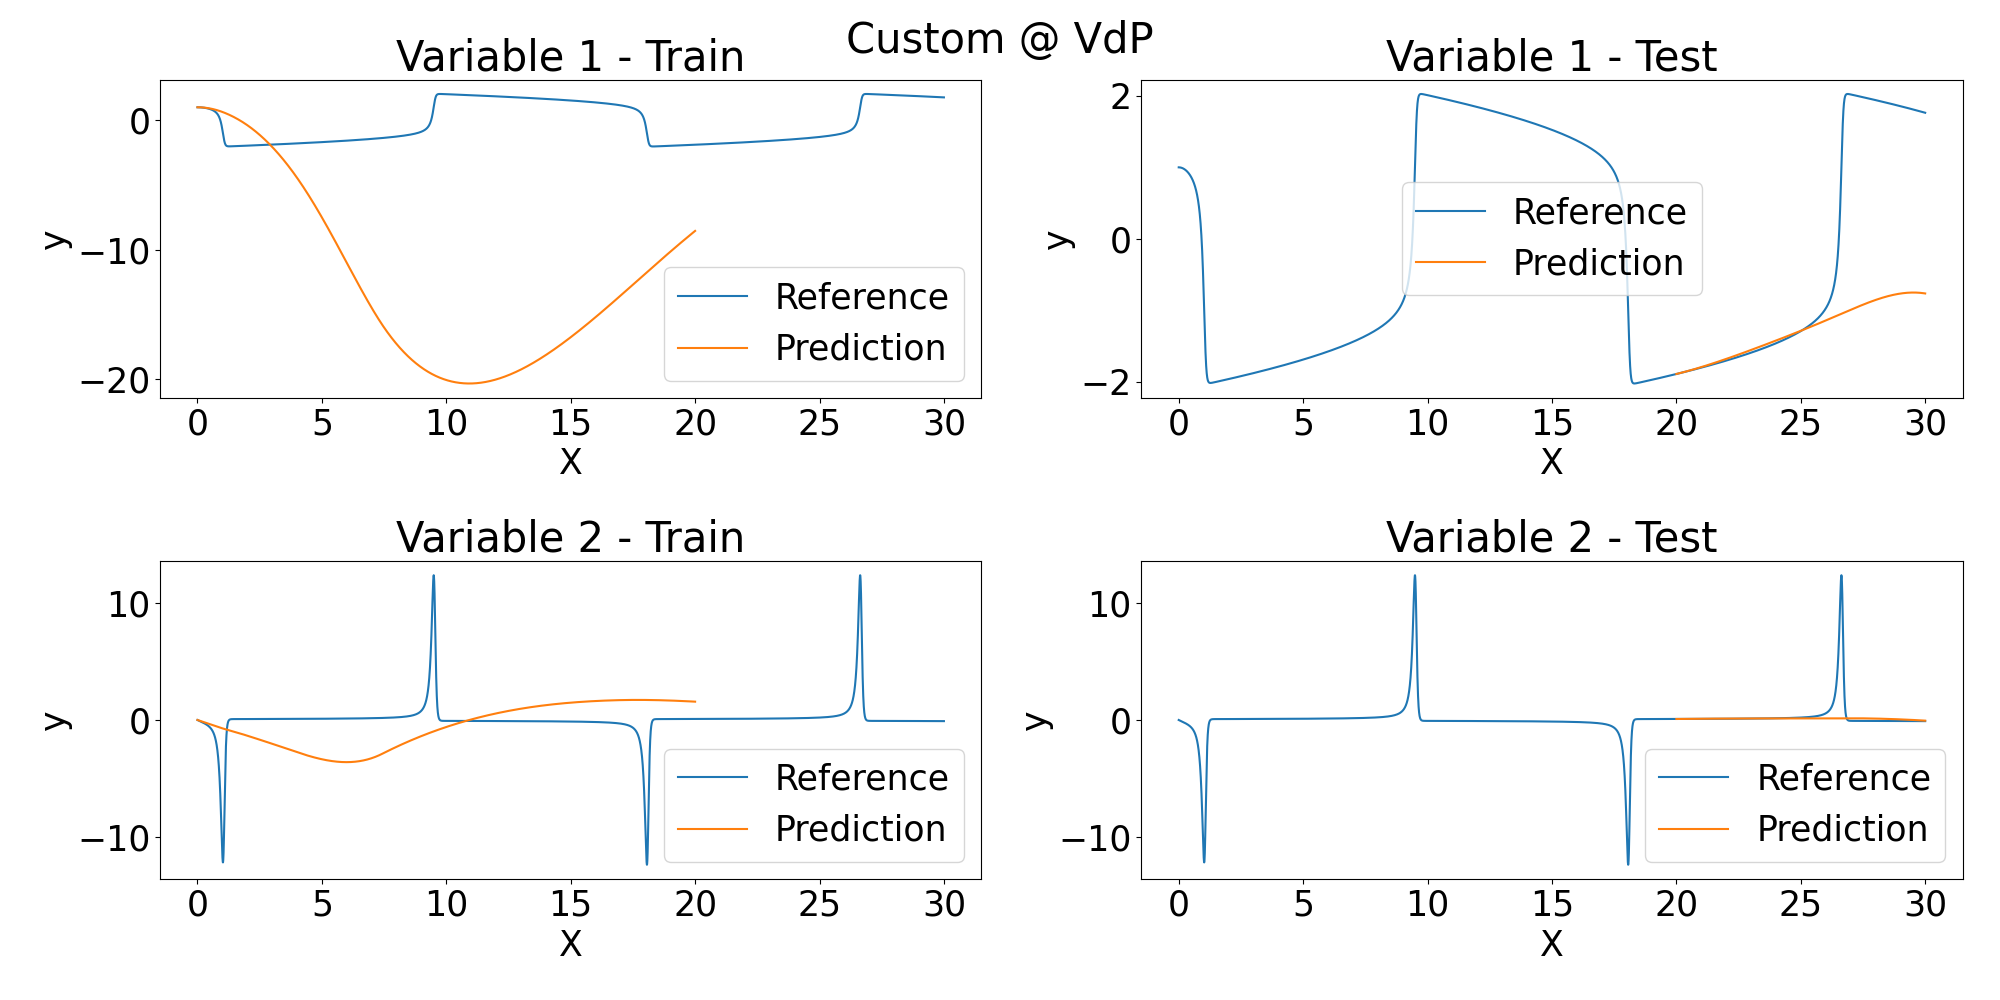 Custom @ VdP
Variable 1 - Train
y
0
−10
−20
0 5 10 15 20 25 30
X
Reference
Prediction
Variable 1 - Test
y
2
0
−2
0 5 10 15 20 25 30
X
Reference
Prediction
Variable 2 - Train
y
10
0
−10
0 5 10 15 20 25 30
X
Reference
Prediction
Variable 2 - Test
y
10
0
−10
0 5 10 15 20 25 30
X
Reference
Prediction